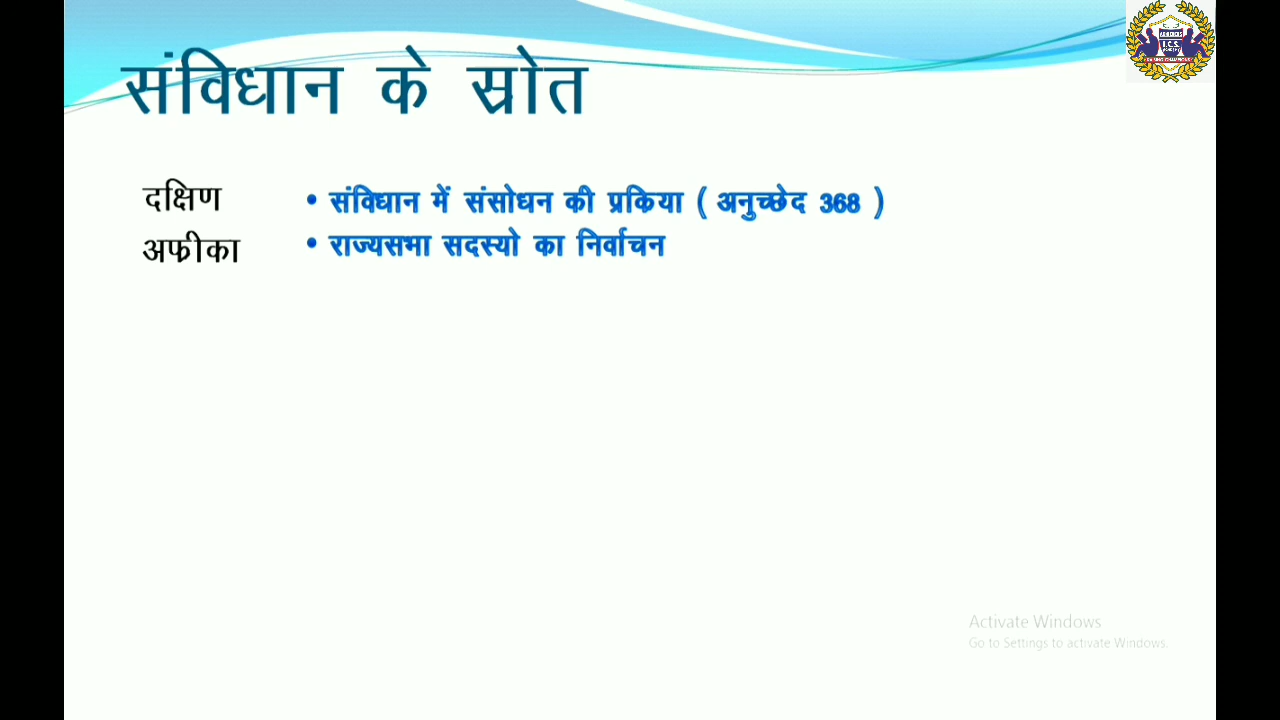 संविधान के स्रोत
दक्षिण
अफ्रीका
• संविधान में संसोधन की प्रकिया ( अनुच्छेद 368 )
• राज्यसभा सदस्यो का निर्वाचन
I.C.S.
Activate Windows
Go to Settings to activate Windows.